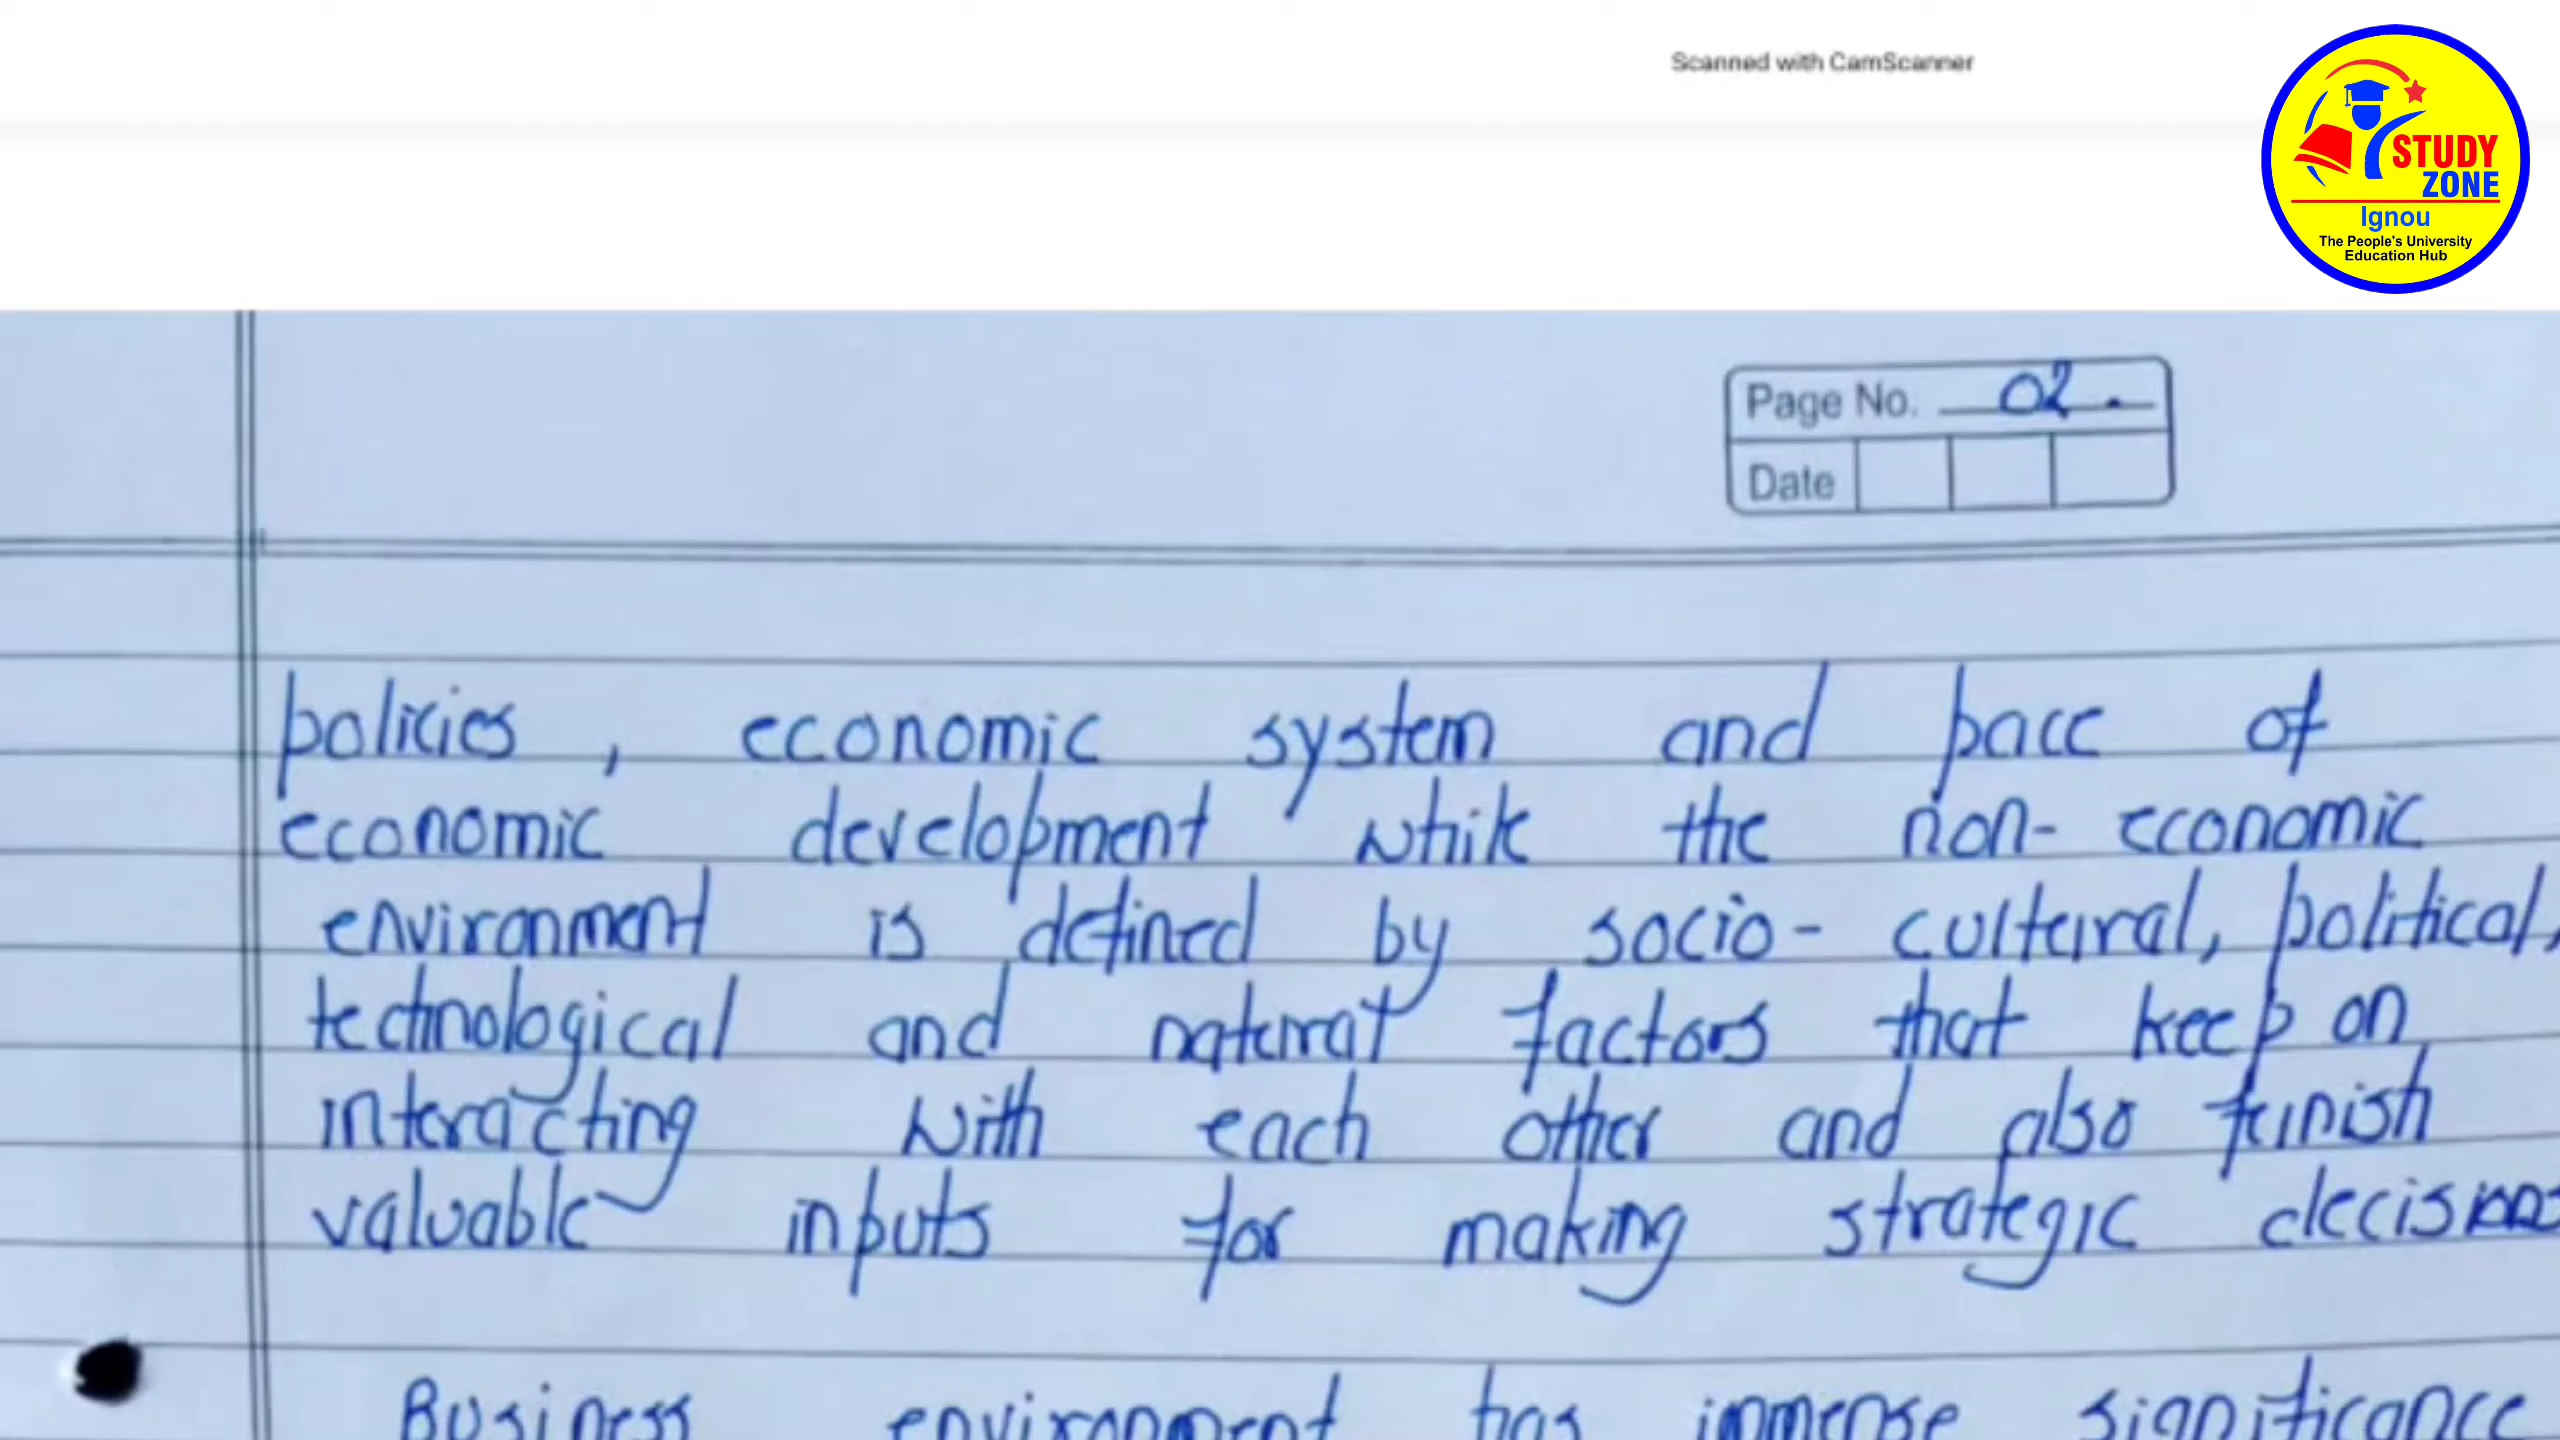 Scanned with CamScanner
STUDY
ZONE
Ignou
The People's University
Education Hub
Page No. 02.
Date
policies, economic system and pace of
economic development while the non-economic
environment is defined by socio-cultural, political,
technological and natural factors that keep on
interacting with each other and also funish
valuable inputs for making strategic decisions
Business environment has immense significance